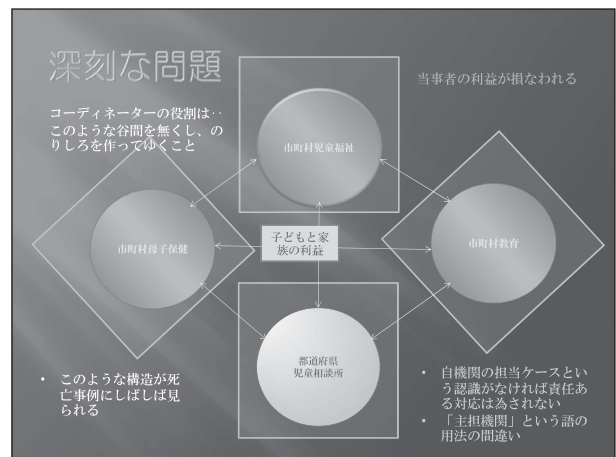 深刻な問題
当事者の利益が損なわれる
コーディネーターの役割は‥
このような谷間を無くし、の
りしろを作ってゆくこと
市町村児童福祉
市町村母子保健
子どもと家
族の利益
市町村教育
都道府県
児童相談所
• このような構造が死
亡事例にしばしば見
られる
• 自機関の担当ケースとい
う認識がなければ責任あ
る対応は為されない
• 「主担機関」という語の
用法の間違い